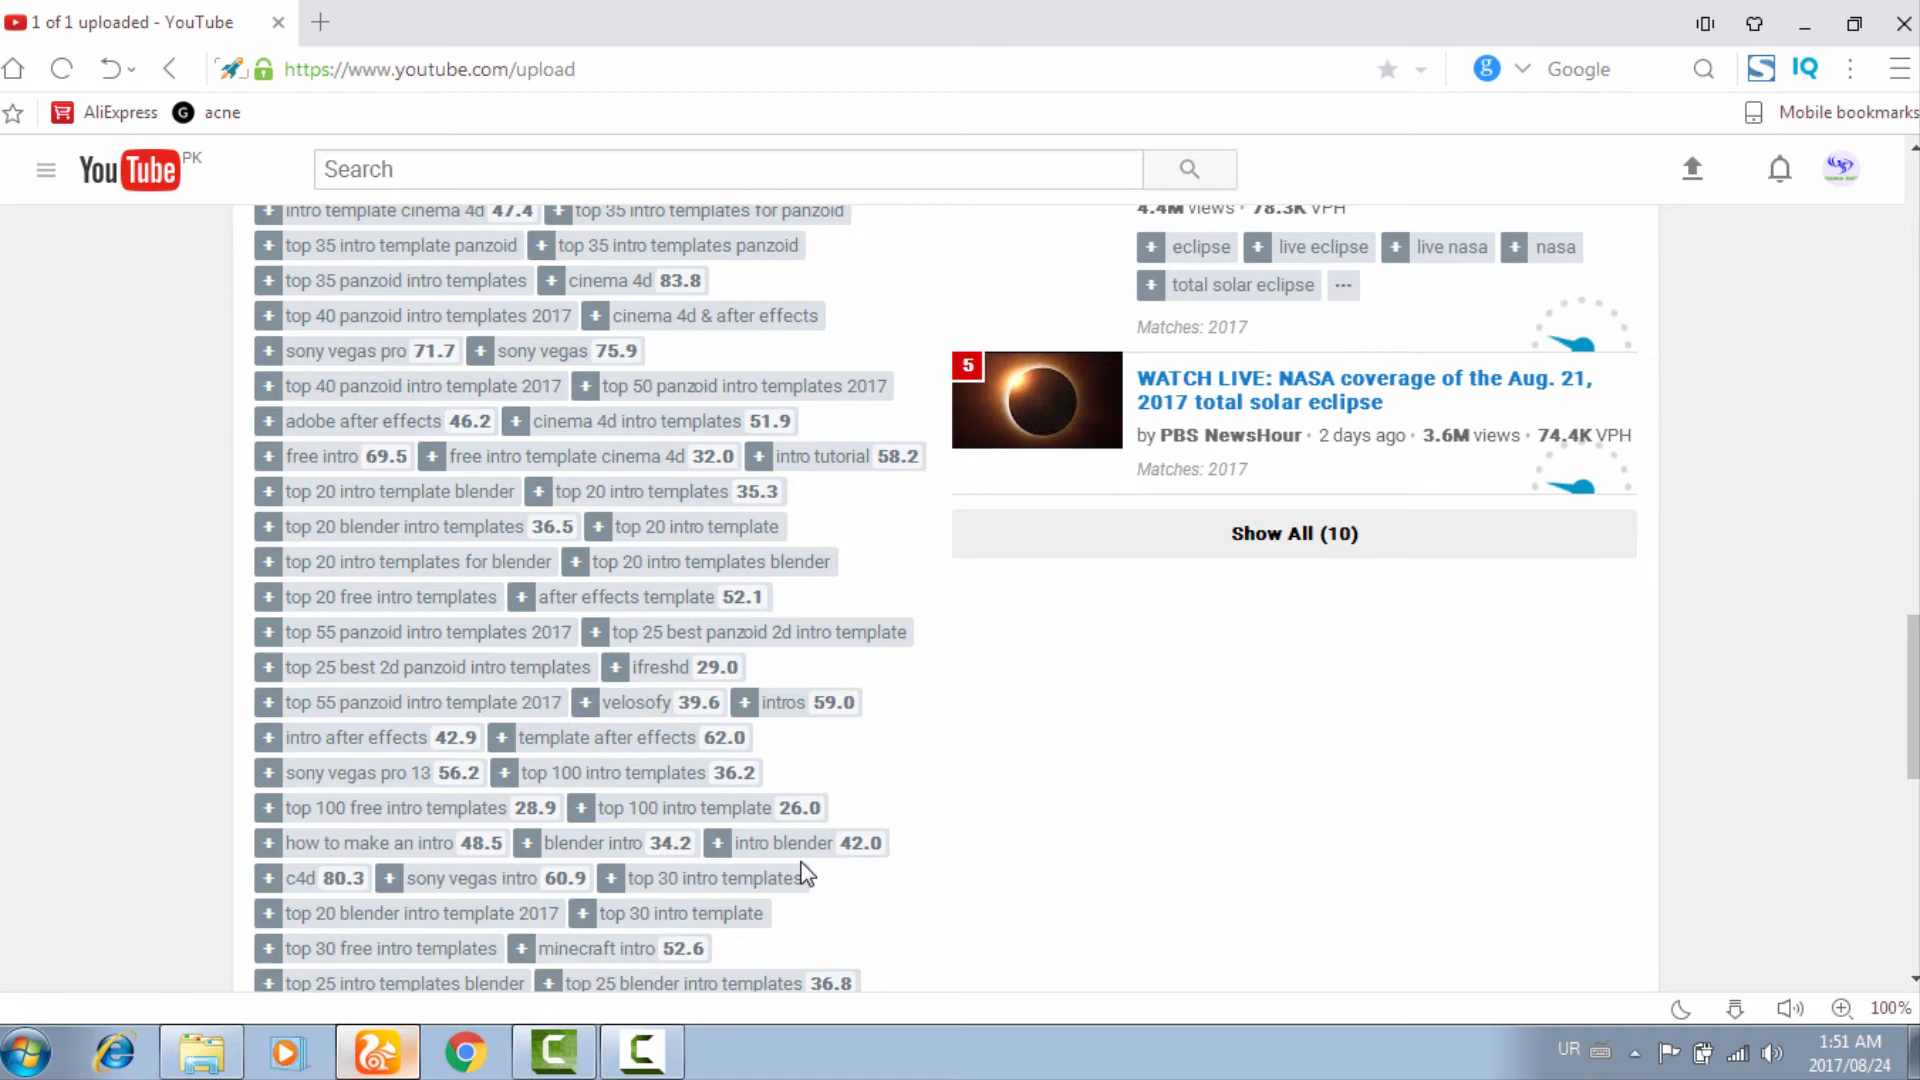 1 of 1 uploaded - YouTube
https://www.youtube.com/upload
Google
IQ
AliExpress
acne
Mobile bookmarks
YouTube PK
Search
intro template cinema 4d 47.4 top 35 intro templates for panzoid
top 35 intro template panzoid top 35 intro templates panzoid
top 35 panzoid intro templates cinema 4d 83.8
top 40 panzoid intro templates 2017 cinema 4d & after effects
sony vegas pro 71.7 sony vegas 75.9
top 40 panzoid intro template 2017 top 50 panzoid intro templates 2017
adobe after effects 46.2 cinema 4d intro templates 51.9
free intro 69.5 free intro template cinema 4d 32.0 intro tutorial 58.2
top 20 intro template blender top 20 intro templates 35.3
top 20 blender intro templates 36.5 top 20 intro template
top 20 intro templates for blender top 20 intro templates blender
top 20 free intro templates after effects template 52.1
top 55 panzoid intro templates 2017 top 25 best panzoid 2d intro template
top 25 best 2d panzoid intro templates ifreshd 29.0
top 55 panzoid intro template 2017 velosofy 39.6 intros 59.0
intro after effects 42.9 template after effects 62.0
sony vegas pro 13 56.2 top 100 intro templates 36.2
top 100 free intro templates 28.9 top 100 intro template 26.0
how to make an intro 48.5 blender intro 34.2 intro blender 42.0
c4d 80.3 sony vegas intro 60.9 top 30 intro templates
top 20 blender intro template 2017 top 30 intro template
top 30 free intro templates minecraft intro 52.6
top 25 intro templates blender top 25 blender intro templates 36.8
4.4M views · 78.3K VPH
eclipse live eclipse live nasa nasa
total solar eclipse ...
Matches: 2017
5
WATCH LIVE: NASA coverage of the Aug. 21,
2017 total solar eclipse
by PBS NewsHour · 2 days ago · 3.6M views · 74.4K VPH
Matches: 2017
Show All (10)
100%
UR
1:51 AM
2017/08/24